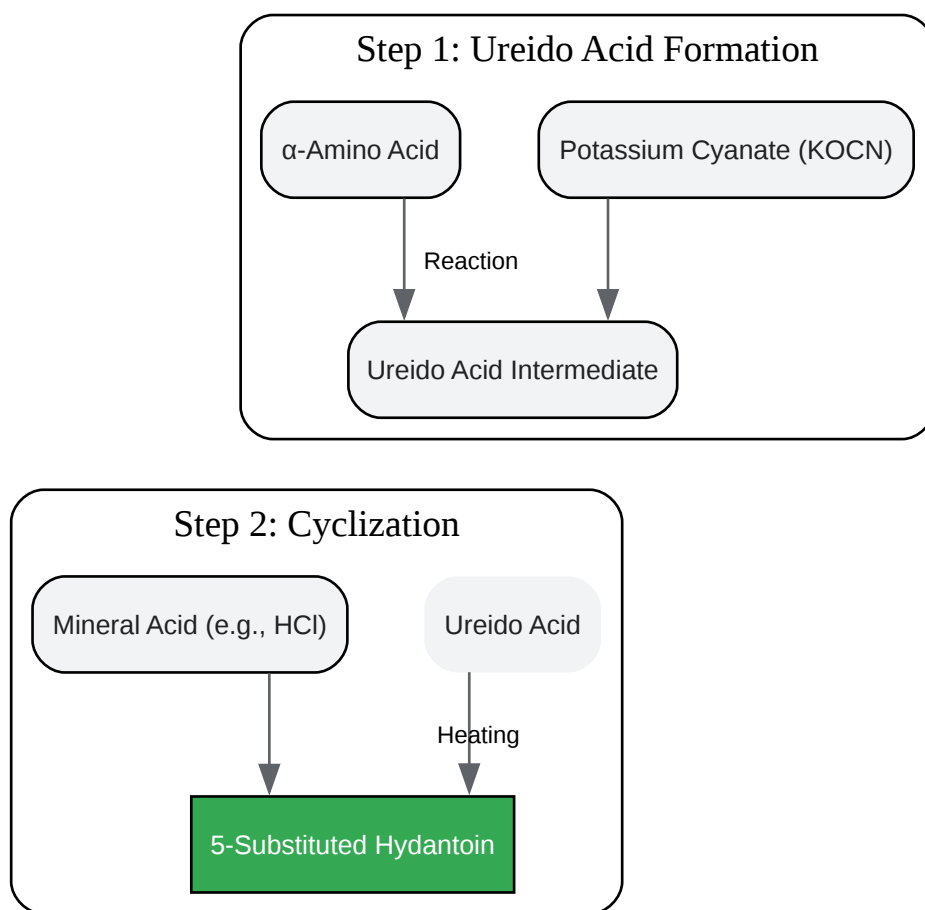 Step 1: Ureido Acid Formation
α-Amino Acid
Potassium Cyanate (KOCN)
Reaction
Ureido Acid Intermediate
Step 2: Cyclization
Mineral Acid (e.g., HCl)
Ureido Acid
Heating
5-Substituted Hydantoin